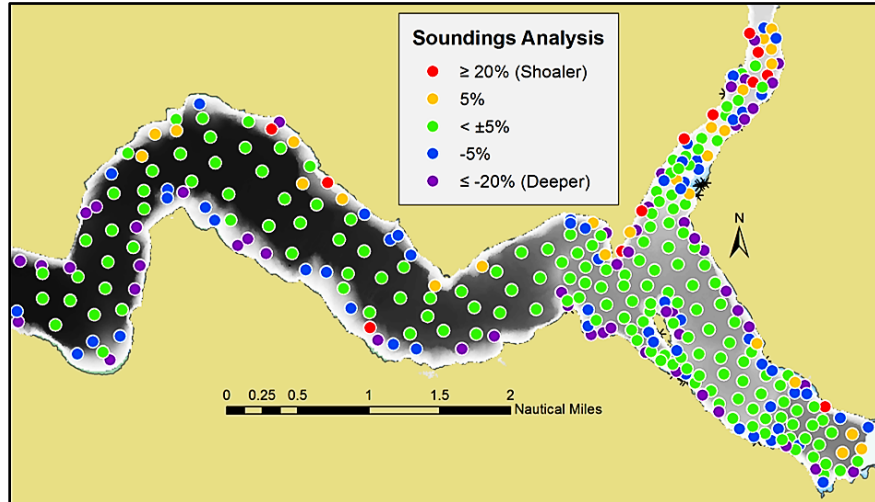 Soundings Analysis
≥ 20% (Shoaler)
5%
< ±5%
-5%
≤ -20% (Deeper)
N
0 0.25 0.5 1 1.5 2
Nautical Miles